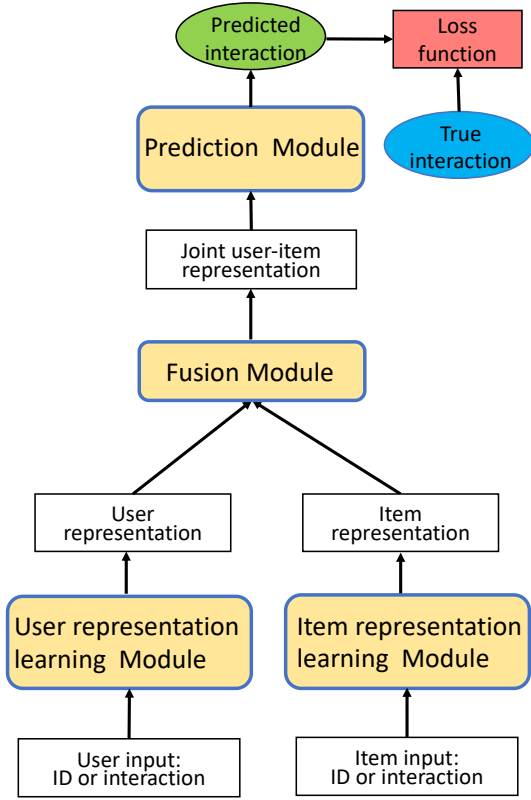 Predicted
interaction
Loss
function
True
interaction
Prediction Module
Joint user-item
representation
Fusion Module
User
representation
Item
representation
User representation
learning Module
Item representation
learning Module
User input:
ID or interaction
Item input:
ID or interaction